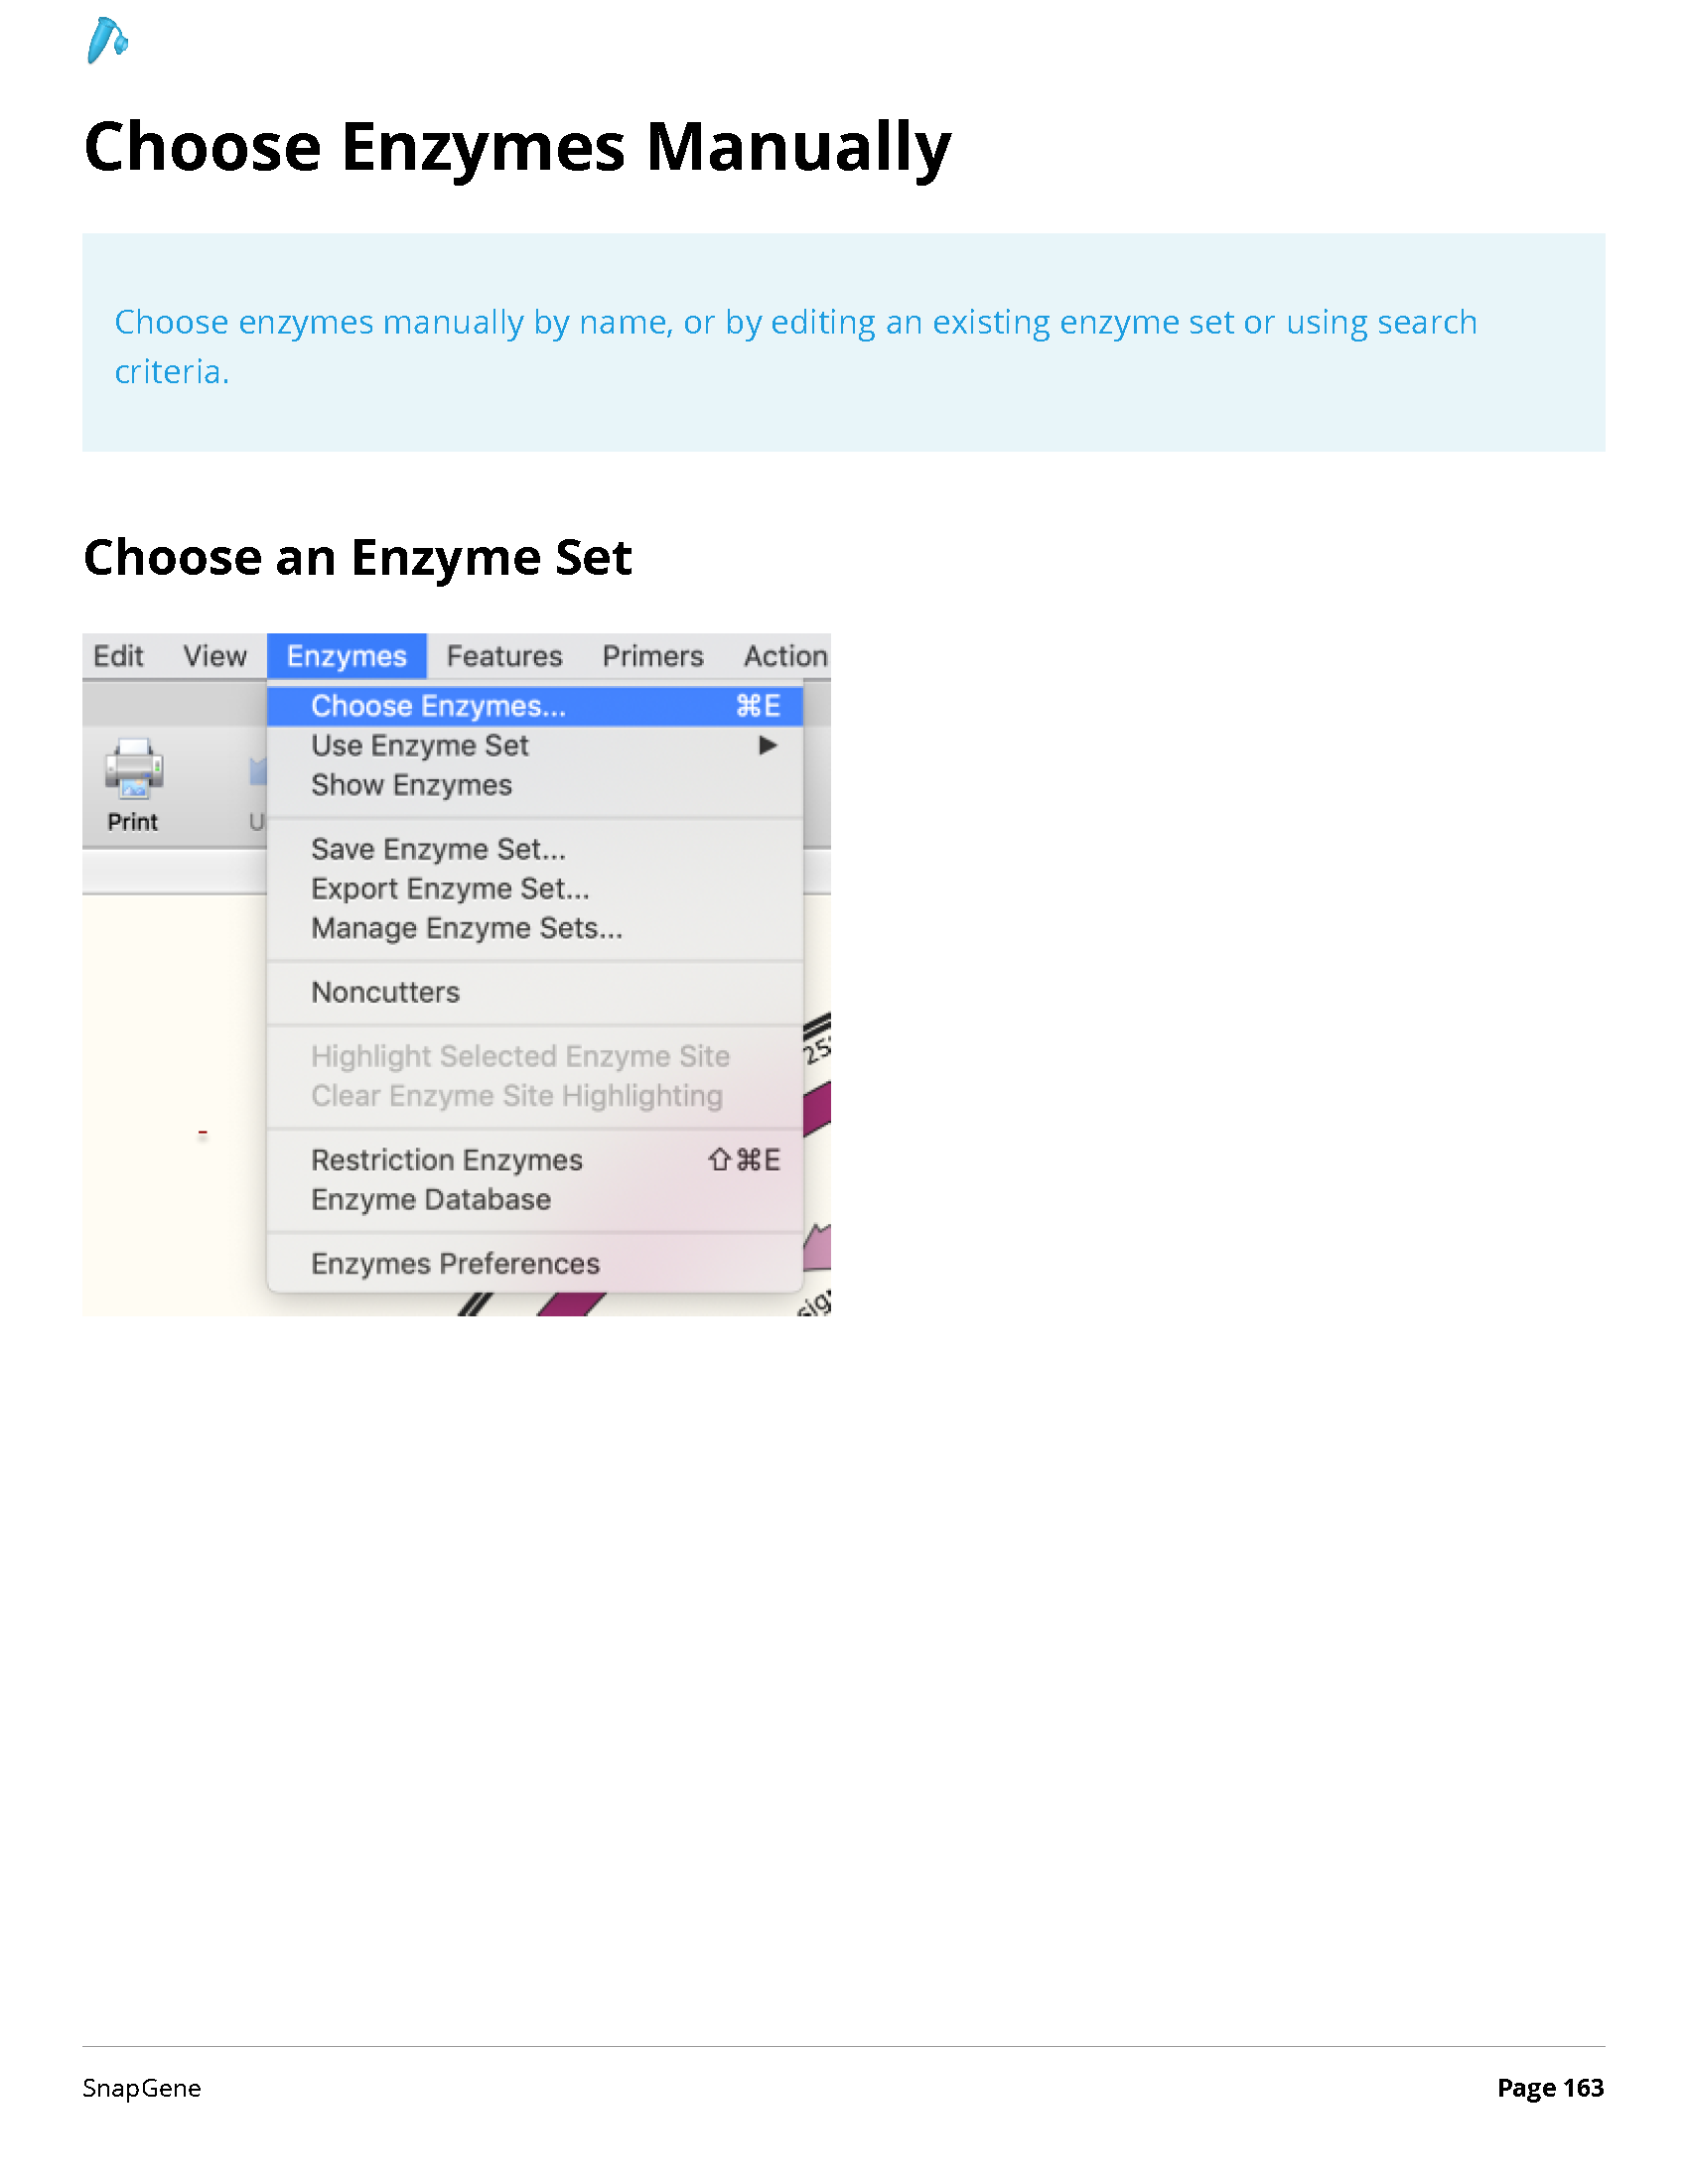 Choose Enzymes Manually
Choose enzymes manually by name, or by editing an existing enzyme set or using search
criteria.
Choose an Enzyme Set
Edit View Enzymes Features Primers Action
Choose Enzymes... ⌘E
Use Enzyme Set ▶
Show Enzymes
Print U
Save Enzyme Set...
Export Enzyme Set...
Manage Enzyme Sets...
Noncutters
Highlight Selected Enzyme Site
25
Clear Enzyme Site Highlighting
Restriction Enzymes ⇧⌘E
Enzyme Database
Enzymes Preferences
sig
SnapGene Page 163